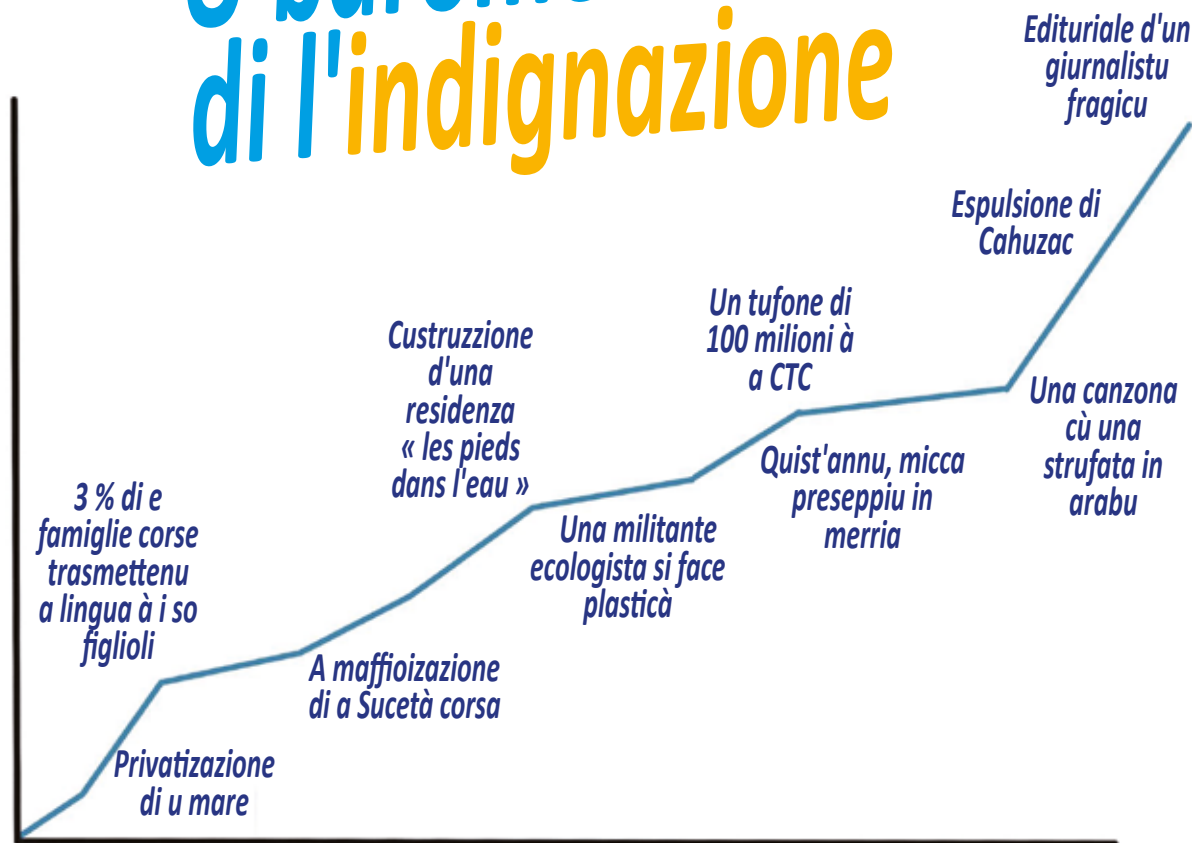 di l'indignazione
Edituriale d'un
giurnalistu
fragicu
Espulsione di
Cahuzac
Un tufone di
100 milioni à
a CTC
Custruzzione
d'una
residenza
« les pieds
dans l'eau »
Una canzona
cù una
strufata in
arabu
Quist'annu, micca
preseppiu in
merria
3 % di e
famiglie corse
trasmettenu
a lingua à i so
figlioli
Una militante
ecologista si face
plasticà
A maffioizazione
di a Sucetà corsa
Privatizazione
di u mare